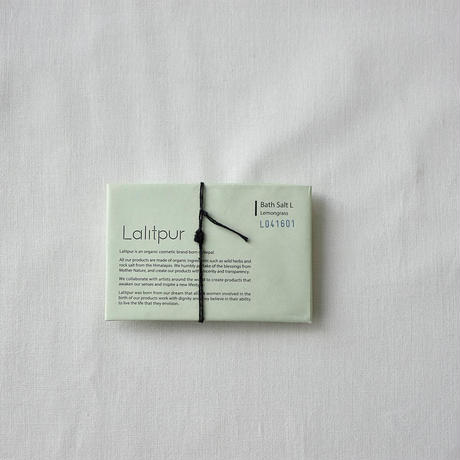 Lalitpur
Bath Salt L
Lemongrass
L041601
Lalitpur is an organic cosmetic brand born in Nepal.
All our products are made of organic ingredients such as wild herbs and
rock salt from the Himalayas. We humbly partake of the blessings from
Mother Nature, and create our products with sincerity and transparency.
We collaborate with artists around the world to create products that
awaken our senses and inspire a new lifestyle.
Lalitpur was born from our dream that all women involved in the
birth of our products work with dignity and believe in their ability
to live the life that they envision.